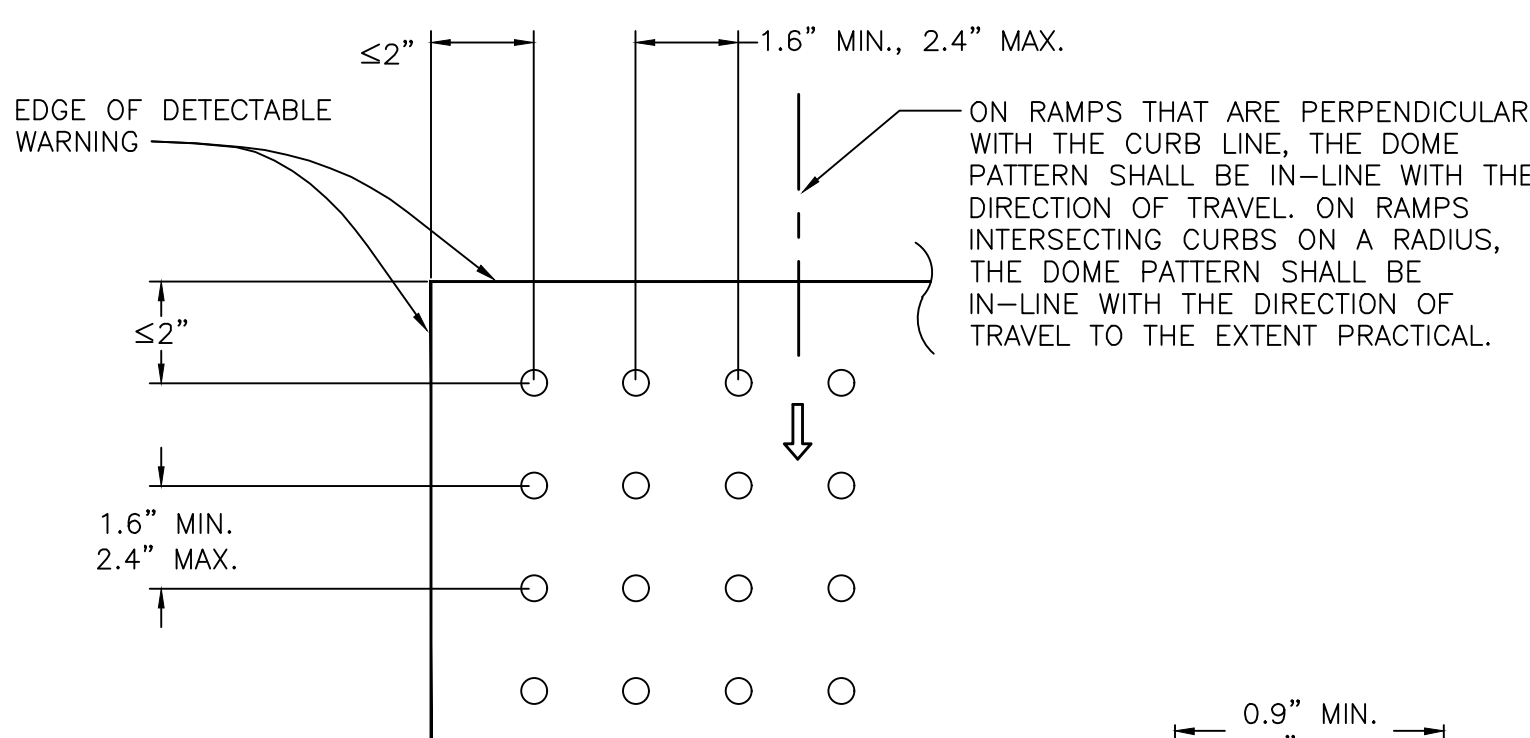 ≤2”
1.6” MIN., 2.4” MAX.
EDGE OF DETECTABLE
WARNING
ON RAMPS THAT ARE PERPENDICULAR
WITH THE CURB LINE, THE DOME
PATTERN SHALL BE IN–LINE WITH THE
DIRECTION OF TRAVEL. ON RAMPS
INTERSECTING CURBS ON A RADIUS,
THE DOME PATTERN SHALL BE
IN–LINE WITH THE DIRECTION OF
TRAVEL TO THE EXTENT PRACTICAL.
≤2”
1.6” MIN.
2.4” MAX.
0.9” MIN.